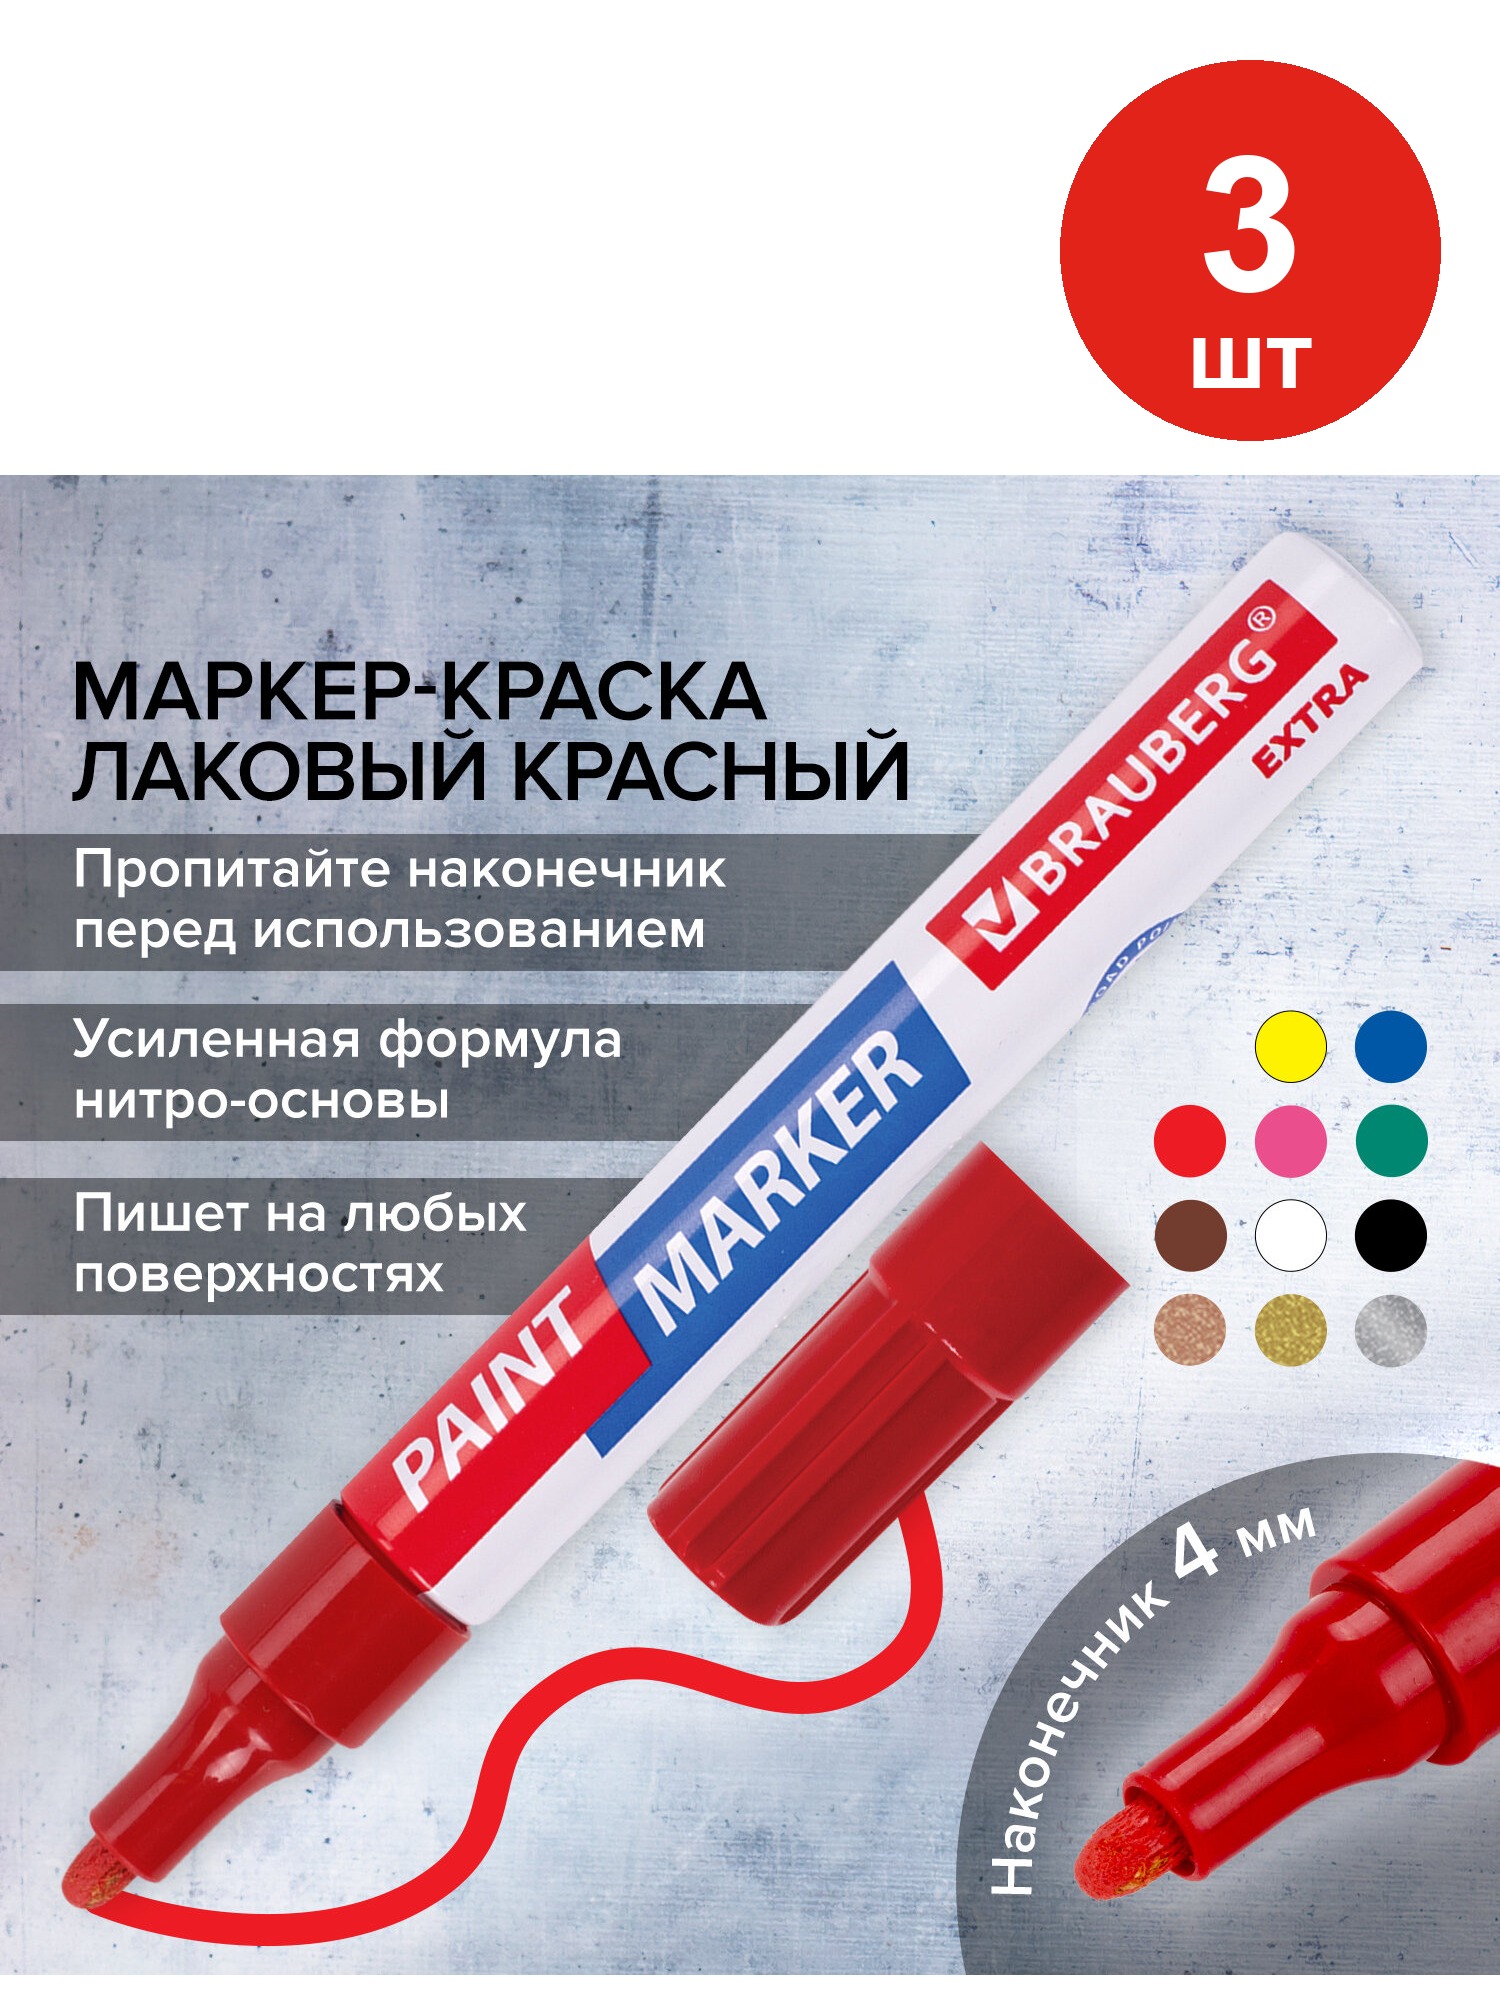 3
шт
МАРКЕР-КРАСКА
ЛАКОВЫЙ КРАСНЫЙ
Пропитайте наконечник
перед использованием
Усиленная формула
нитро-основы
Пишет на любых
поверхностях
BRAUBERG®
EXTRA
PAINT
MARKER
Наконечник 4 мм